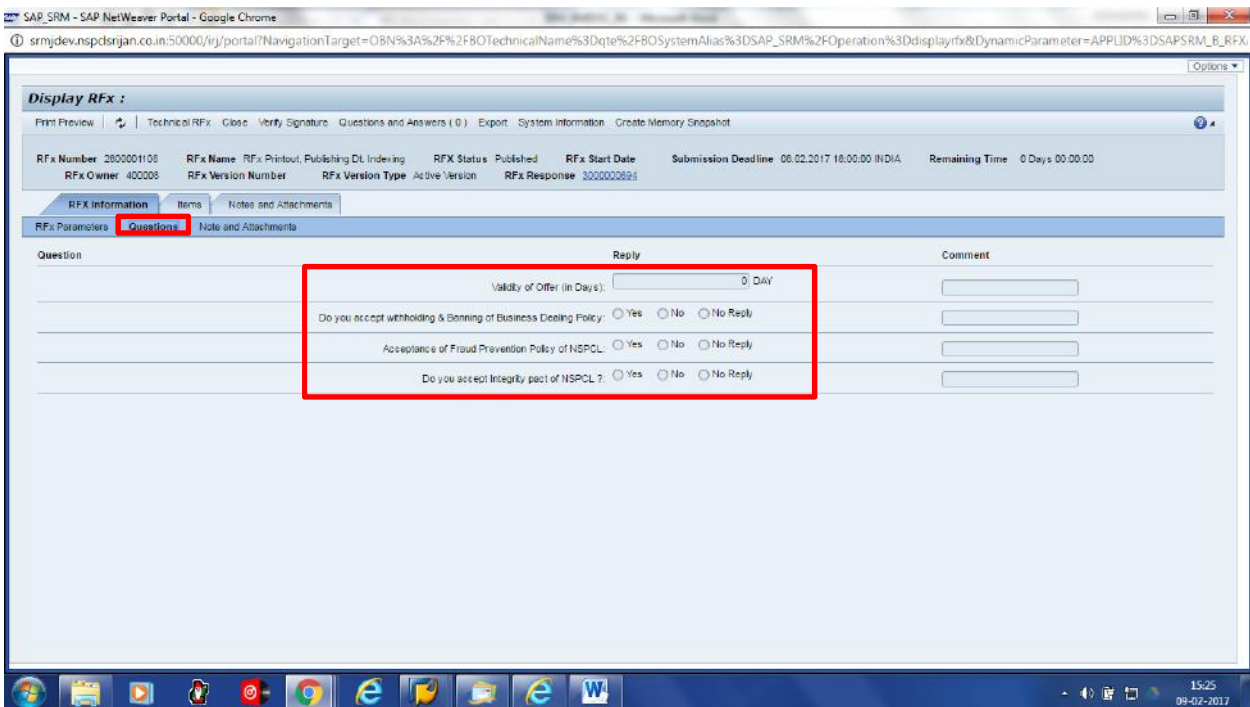 SAP_SRM - SAP NetWeaver Portal - Google Chrome
srmjdev.nspclsrijan.co.in:50000/irj/portal?NavigationTarget=OBN%3A%2F%2FBOTechnicalName%3Dqte%2FBOSystemAlias%3DSAP_SRM%2FOperation%3Ddisplayrfx&DynamicParameter=APPLID%3DSAPSRM_B_RFX
Options
Display RFx :
Print Preview Technical RFx Close Verify Signature Questions and Answers ( 0 ) Export System Information Create Memory Snapshot
RFx Number 2800001108 RFx Name RFx Printout, Publishing Dt. Indexing RFX Status Published RFx Start Date Submission Deadline 08.02.2017 18:00:00 INDIA Remaining Time 0 Days 00:00:00
RFx Owner 400008 RFx Version Number RFx Version Type Active Version RFx Response 3000000694
RFX Information Items Notes and Attachments
RFx Parameters Questions Note and Attachments
Question Reply Comment
Validity of Offer (in Days): 0 DAY
Do you accept withholding & Banning of Business Dealing Policy: Yes No No Reply
Acceptance of Fraud Prevention Policy of NSPCL: Yes No No Reply
Do you accept Integrity pact of NSPCL ?: Yes No No Reply
15:25
09-02-2017